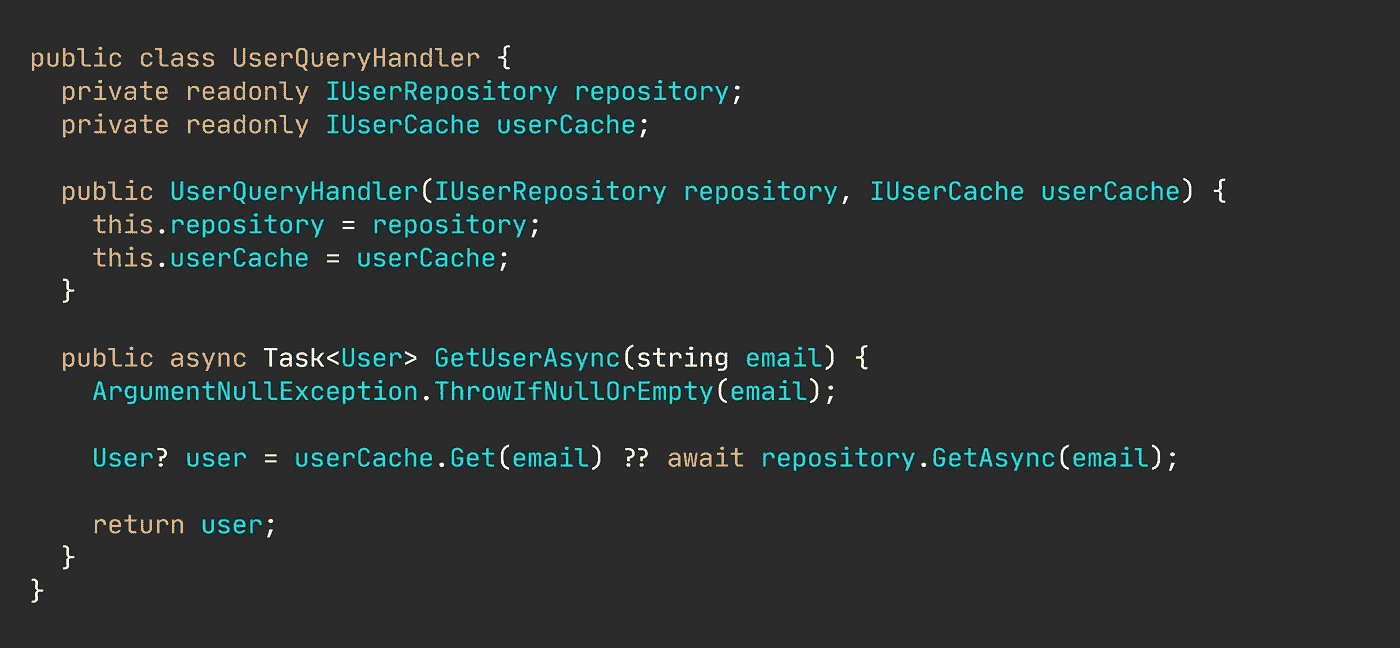 public class UserQueryHandler {
  private readonly IUserRepository repository;
  private readonly IUserCache userCache;

  public UserQueryHandler(IUserRepository repository, IUserCache userCache) {
    this.repository = repository;
    this.userCache = userCache;
  }

  public async Task<User> GetUserAsync(string email) {
    ArgumentNullException.ThrowIfNullOrEmpty(email);

    User? user = userCache.Get(email) ?? await repository.GetAsync(email);

    return user;
  }
}